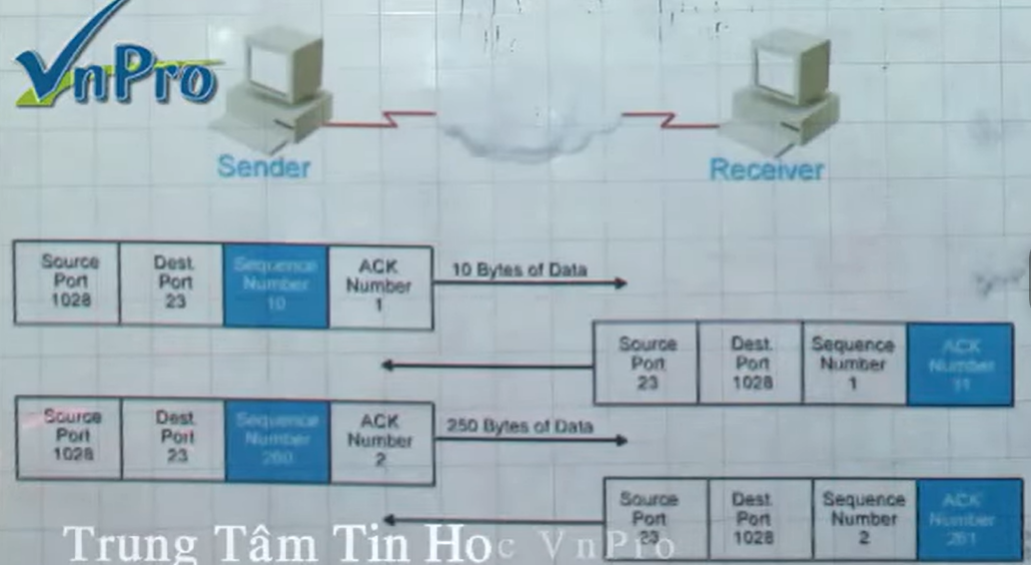 VnPro
Sender
Receiver
Source Port 1028
Dest. Port 23
Sequence Number 10
ACK Number 1
10 Bytes of Data
Source Port 23
Dest. Port 1028
Sequence Number 1
ACK Number 11
Source Port 1028
Dest. Port 23
Sequence Number 260
ACK Number 2
250 Bytes of Data
Source Port 23
Dest. Port 1028
Sequence Number 2
ACK Number 261
Trung Tâm Tin Học VnPro